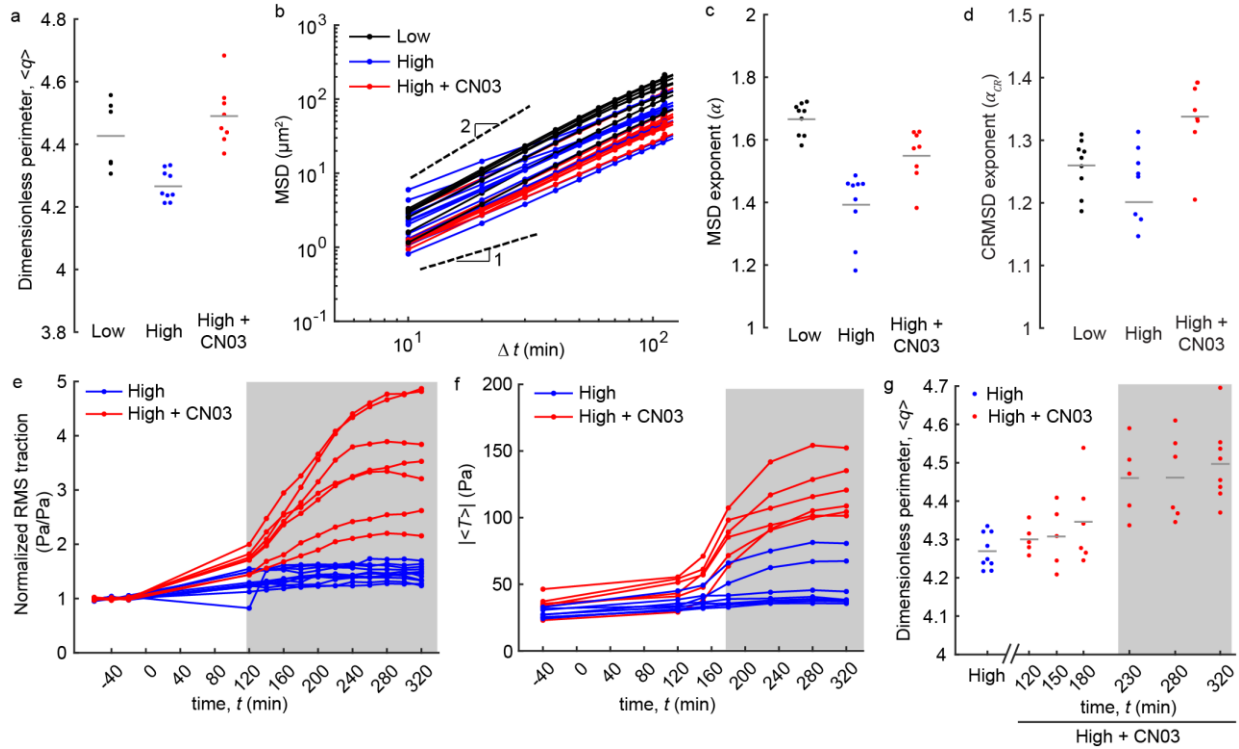 a
4.8
4.6
4.4
4.2
4
3.8
Dimensionless perimeter, <q>
Low
High
High +
CN03
b
Low
High
High + CN03
2
1
10³
10²
10¹
10⁰
10⁻¹
MSD (µm²)
10¹
10²
Δ t (min)
c
2
1.8
1.6
1.4
1.2
1
MSD exponent (α)
Low
High
High +
CN03
d
1.5
1.4
1.3
1.2
1.1
1
CRMSD exponent (α_CR)
Low
High
High +
CN03
e
High
High + CN03
5
4
3
2
1
0
Normalized RMS traction
(Pa/Pa)
-40
0
40
80
120
160
200
240
280
320
time, t (min)
f
High
High + CN03
200
150
100
50
0
|<T>| (Pa)
-40
0
40
80
120
160
200
240
280
320
time, t (min)
g
High
High + CN03
4.7
4.6
4.5
4.4
4.3
4.2
4.1
4
Dimensionless perimeter, <q>
High
120
150
180
230
280
320
time, t (min)
High + CN03